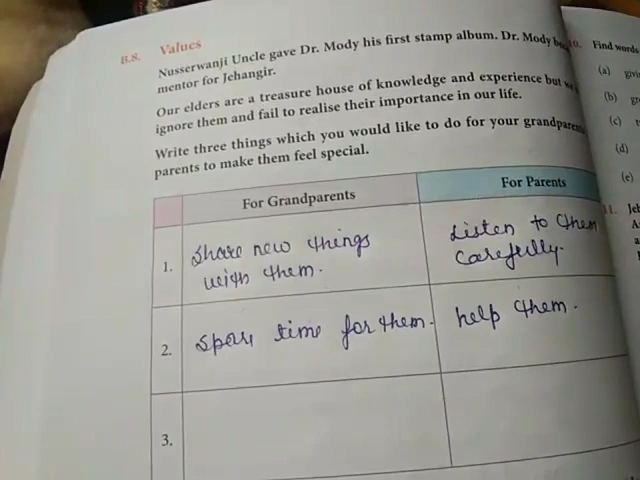 B.8. Values
Nusserwanji Uncle gave Dr. Mody his first stamp album. Dr. Mody
mentor for Jehangir.
Our elders are a treasure house of knowledge and experience but we
ignore them and fail to realise their importance in our life.
Write three things which you would like to do for your grandparents
parents to make them feel special.
For Grandparents For Parents
1. Share new things with them. Listen to them carefully.
2. Spare time for them. help them.
3.
10. Find words
(a)
(b)
(c)
(d)
(e)
11.